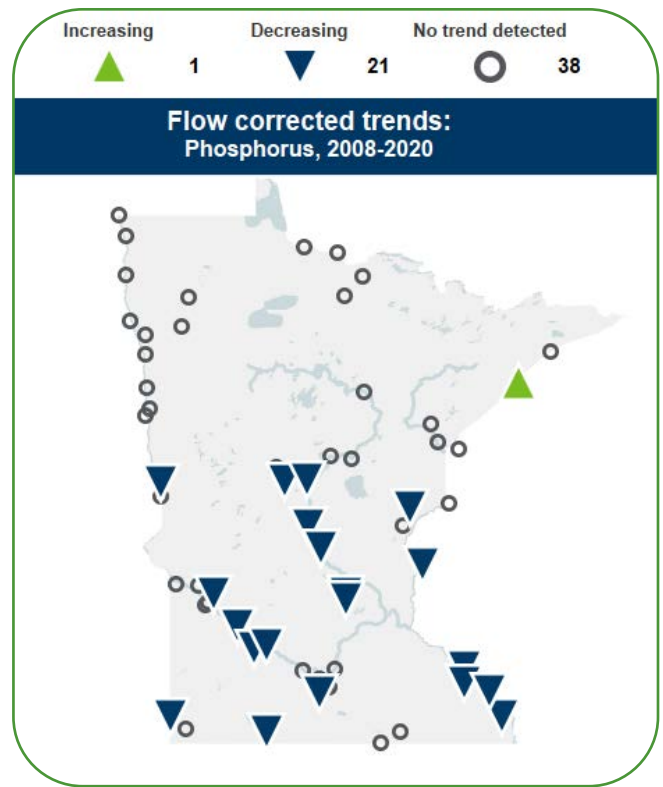 Increasing Decreasing No trend detected
1 21 38
Flow corrected trends:
Phosphorus, 2008-2020